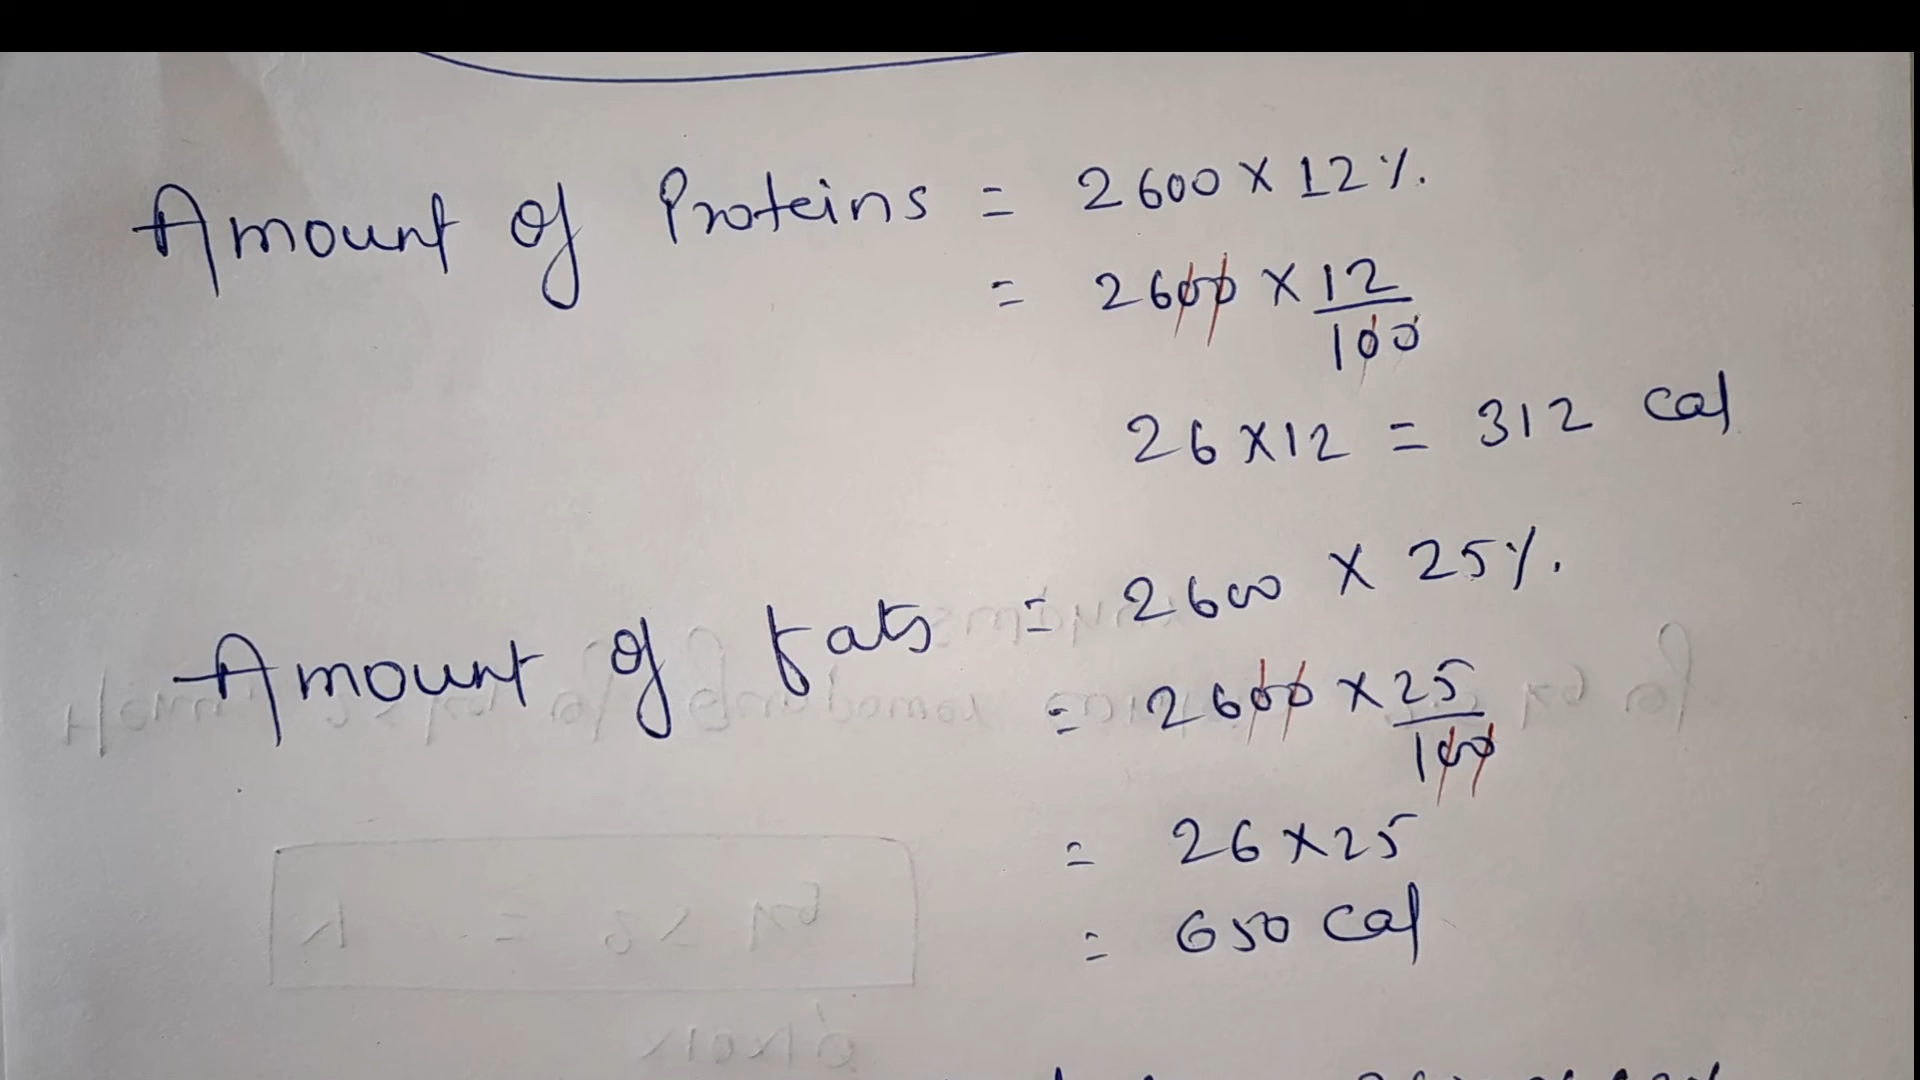 Amount of Proteins = 2600 × 12%.
= 2600 × 12/100
26 × 12 = 312 cal
Amount of fats = 2600 × 25%.
= 2600 × 25/100
= 26 × 25
= 650 cal